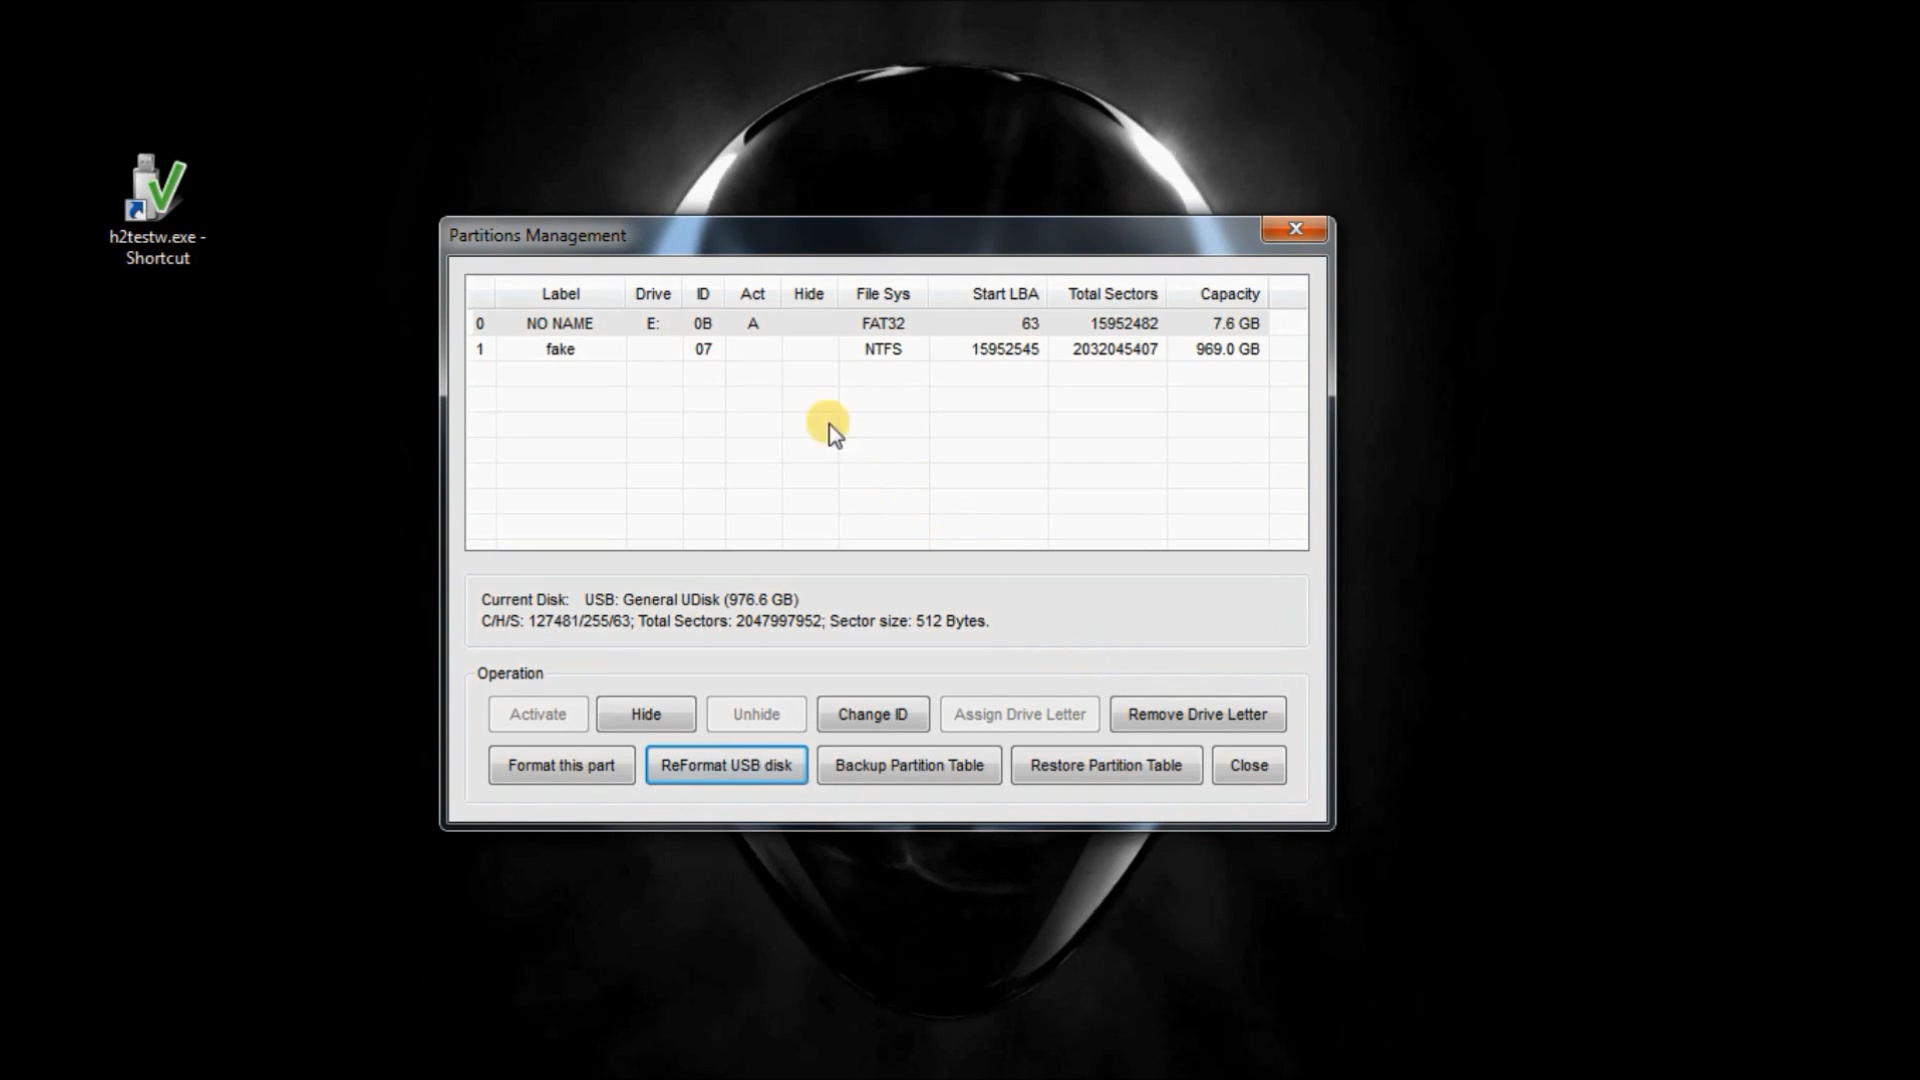 h2testw.exe -
Shortcut
Partitions Management
Label Drive ID Act Hide File Sys Start LBA Total Sectors Capacity
0 NO NAME E: 0B A FAT32 63 15952482 7.6 GB
1 fake 07 NTFS 15952545 2032045407 969.0 GB
Current Disk: USB: General UDisk (976.6 GB)
C/H/S: 127481/255/63; Total Sectors: 2047997952; Sector size: 512 Bytes.
Operation
Activate Hide Unhide Change ID Assign Drive Letter Remove Drive Letter
Format this part ReFormat USB disk Backup Partition Table Restore Partition Table Close